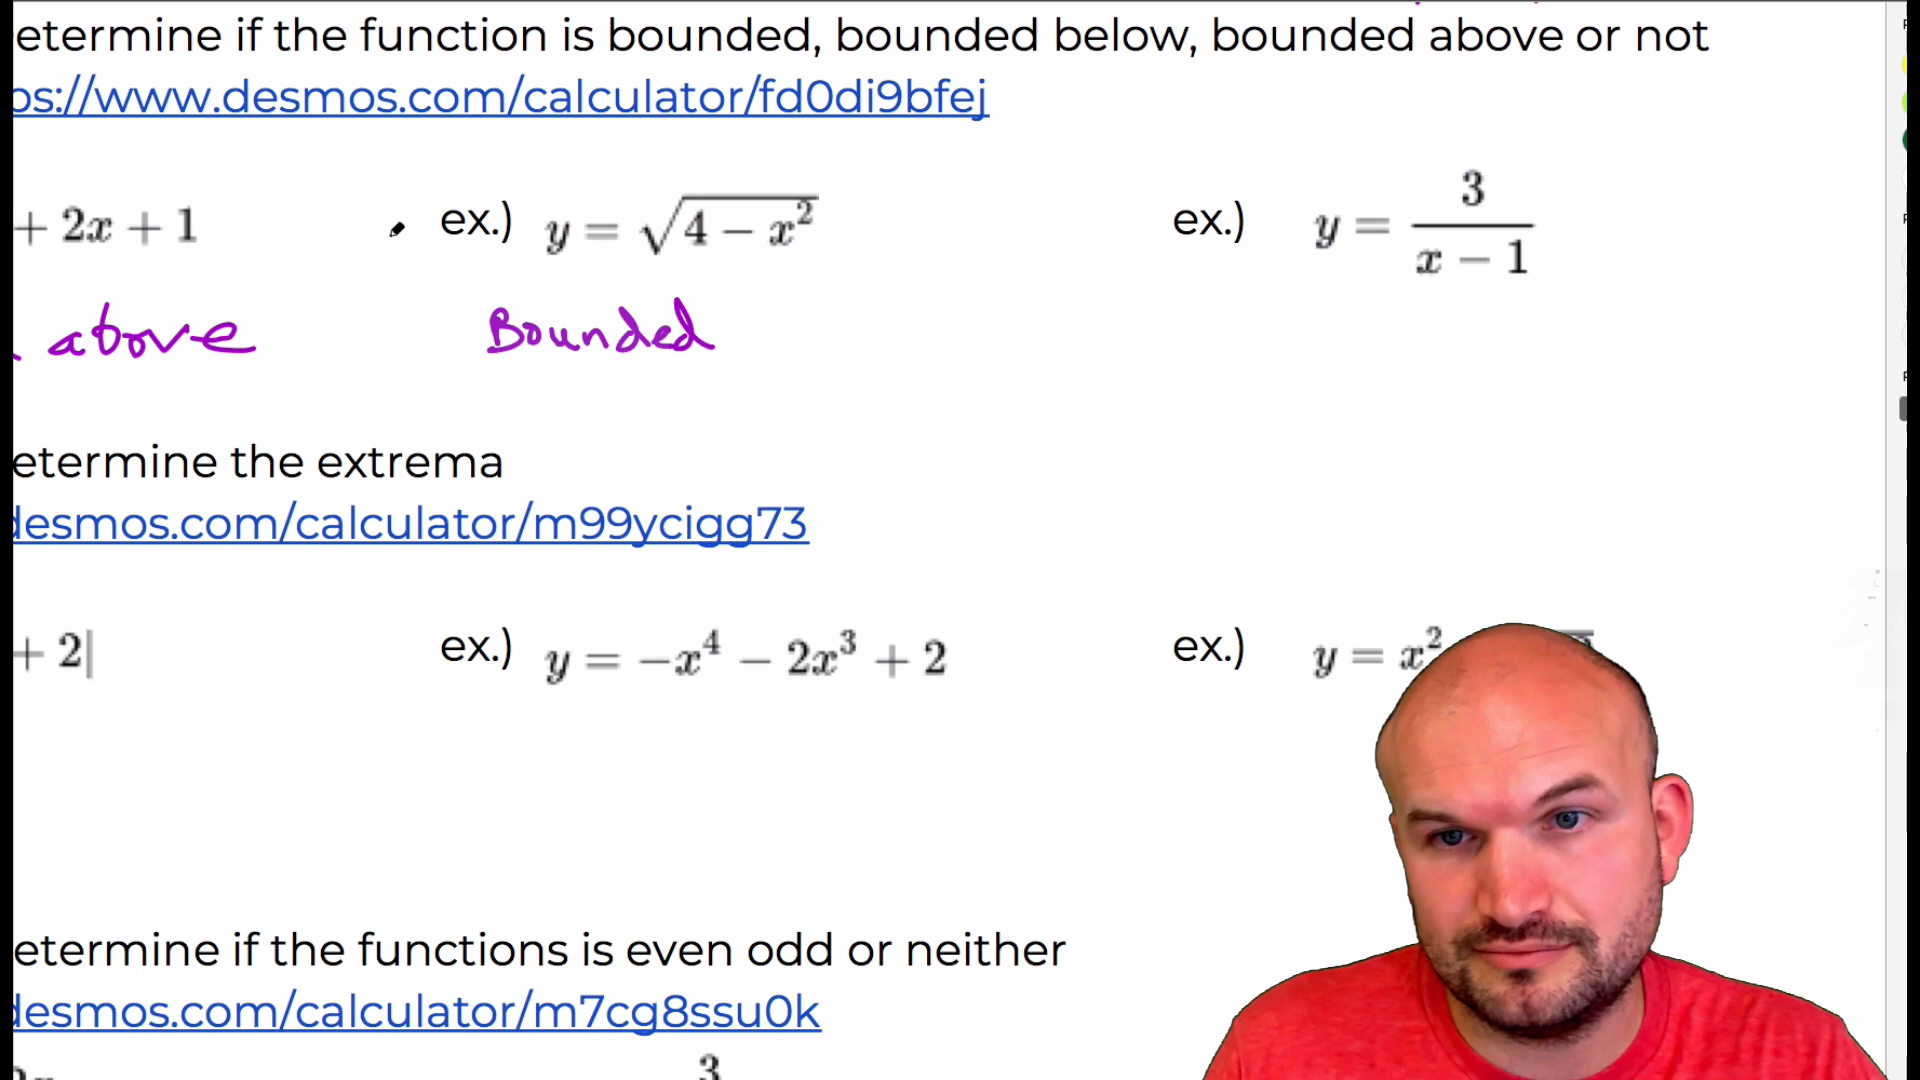 etermine if the function is bounded, bounded below, bounded above or not
ps://www.desmos.com/calculator/fd0di9bfej
+ 2x + 1
ex.) y = √(4 − x²)
ex.) y = 3/(x − 1)
above
Bounded
etermine the extrema
desmos.com/calculator/m99ycigg73
+ 2|
ex.) y = −x⁴ − 2x³ + 2
ex.) y = x²
etermine if the functions is even odd or neither
desmos.com/calculator/m7cg8ssu0k
3